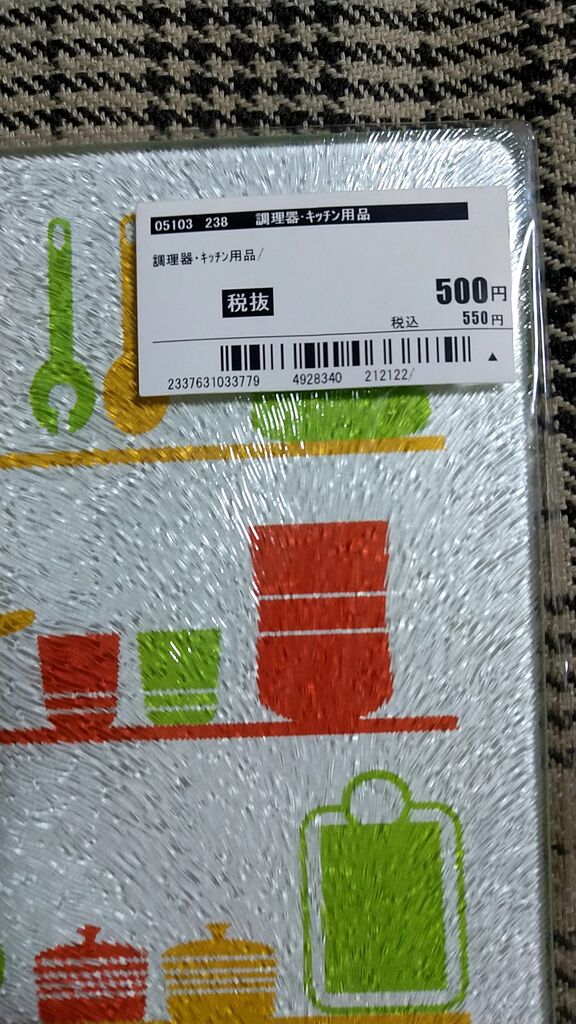 05103 238 調理器・キッチン用品
調理器・キッチン用品/
税抜 500円
税込 550円
▲
2337631033779 4928340 212122/